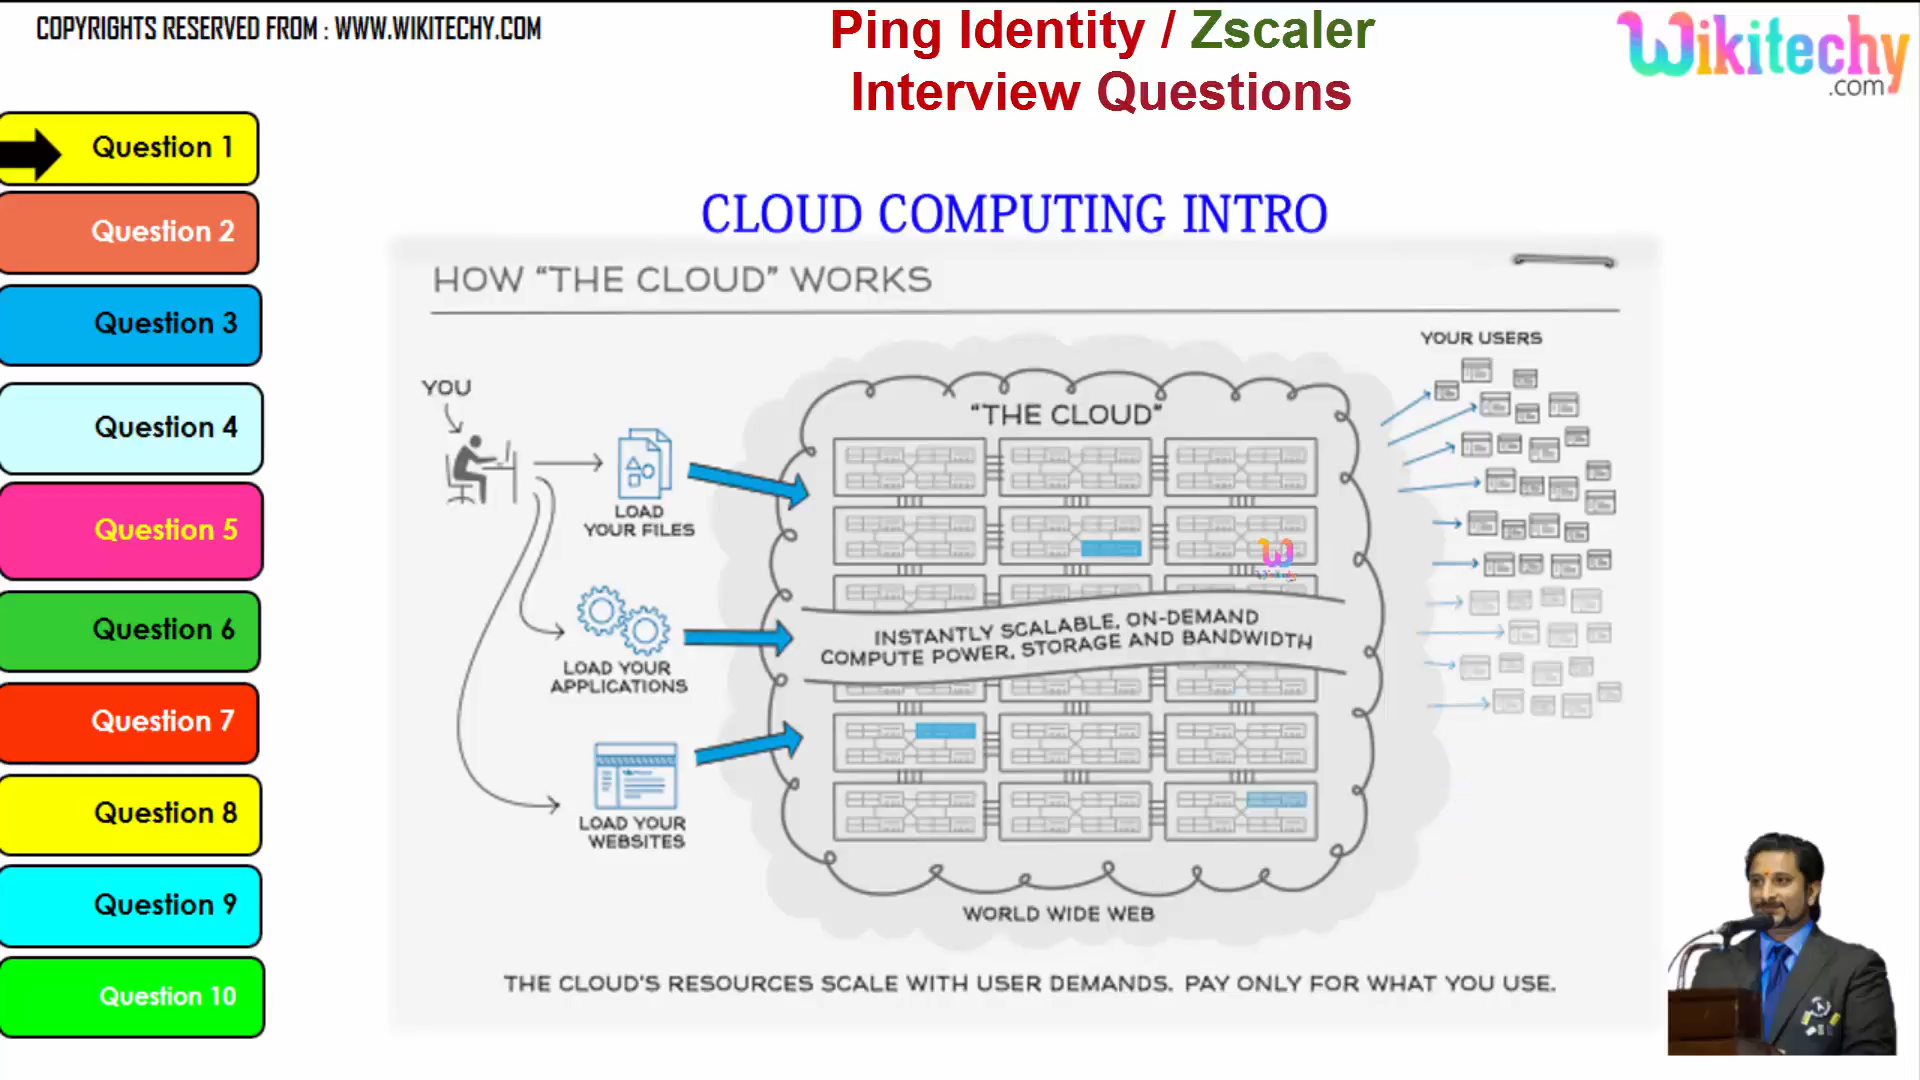 COPYRIGHTS RESERVED FROM : WWW.WIKITECHY.COM
Ping Identity / Zscaler
Interview Questions
Wikitechy
.com
Question 1
Question 2
Question 3
Question 4
Question 5
Question 6
Question 7
Question 8
Question 9
Question 10
CLOUD COMPUTING INTRO
HOW “THE CLOUD” WORKS
YOU
LOAD
YOUR FILES
LOAD YOUR
APPLICATIONS
LOAD YOUR
WEBSITES
“THE CLOUD”
INSTANTLY SCALABLE, ON-DEMAND
COMPUTE POWER, STORAGE AND BANDWIDTH
WORLD WIDE WEB
YOUR USERS
THE CLOUD'S RESOURCES SCALE WITH USER DEMANDS. PAY ONLY FOR WHAT YOU USE.